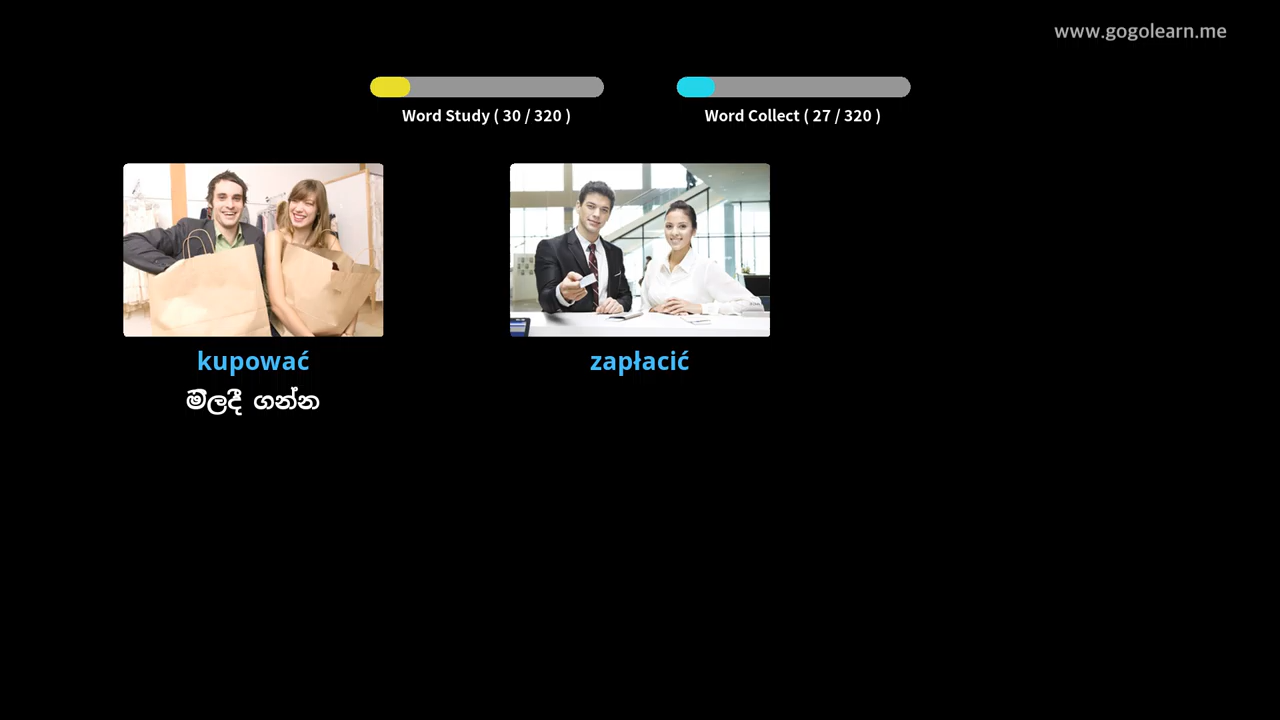 www.gogolearn.me
Word Study ( 30 / 320 )
Word Collect ( 27 / 320 )
kupować
zapłacić
මිලදී ගන්න